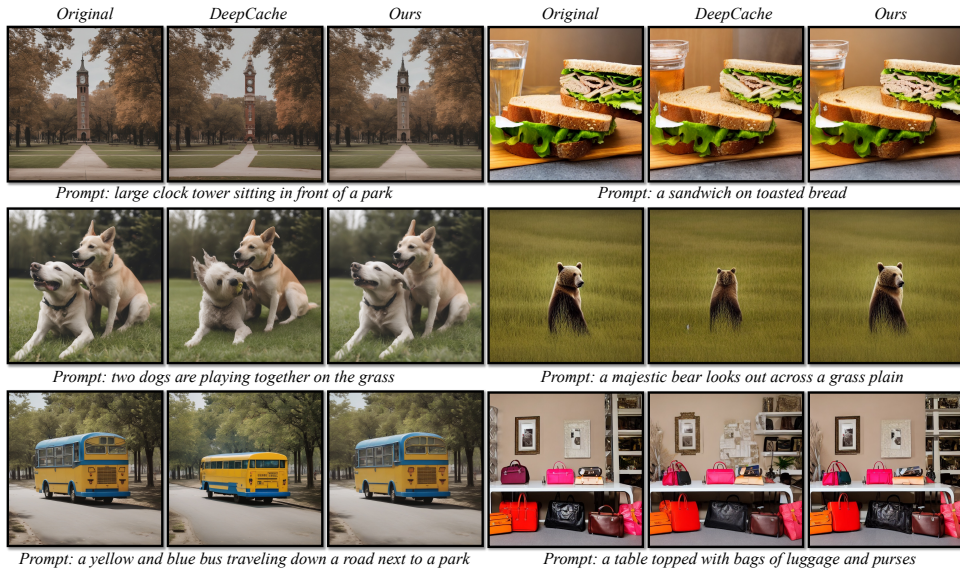 Original DeepCache Ours Original DeepCache Ours
Prompt: large clock tower sitting in front of a park
Prompt: a sandwich on toasted bread
Prompt: two dogs are playing together on the grass
Prompt: a majestic bear looks out across a grass plain
Prompt: a yellow and blue bus traveling down a road next to a park
Prompt: a table topped with bags of luggage and purses